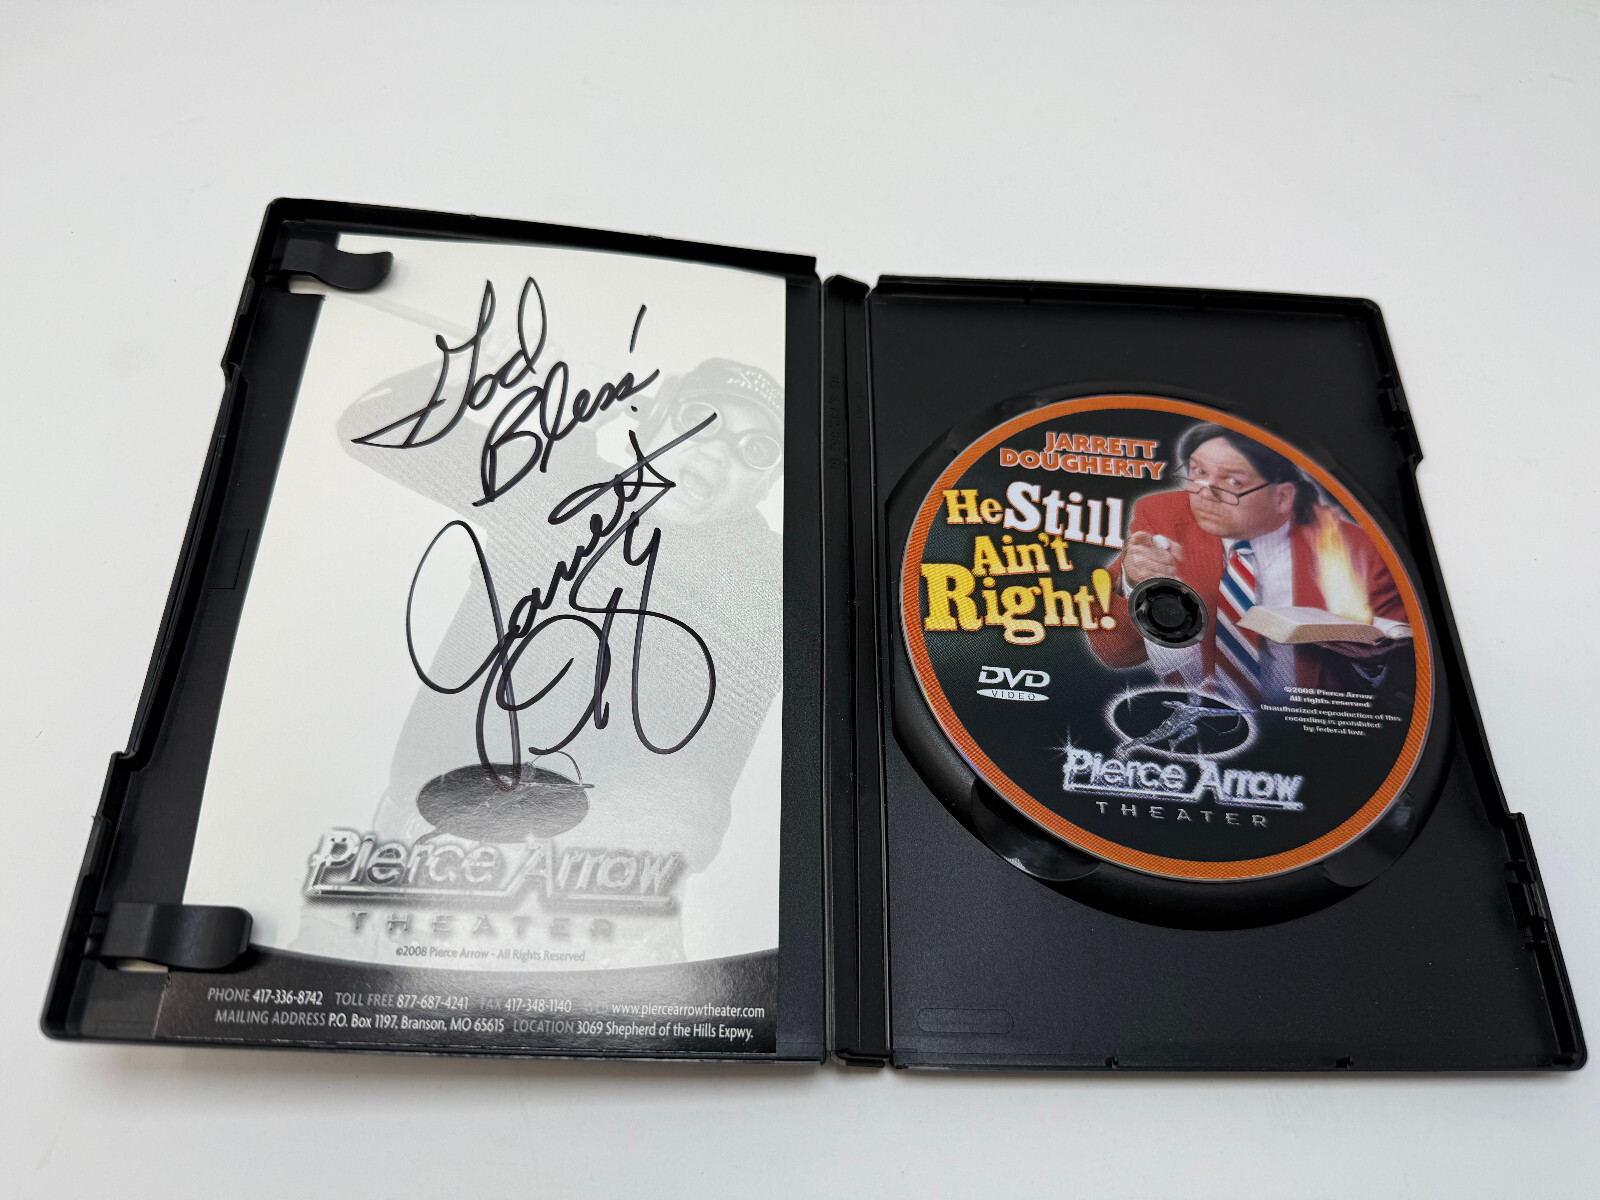 God
Bless!
Jarrett
Pierce Arrow
THEATER
©2008 Pierce Arrow - All Rights Reserved
PHONE 417-336-8742 TOLL FREE 877-687-4241 FAX 417-348-1140 www.piercearrowtheater.com
MAILING ADDRESS P.O. Box 1197, Branson, MO 65615 LOCATION 3069 Shepherd of the Hills Expwy.
JARRETT
DOUGHERTY
He Still
Ain't
Right!
DVD
VIDEO
©2008 Pierce Arrow
All rights reserved
Unauthorized reproduction of this
recording is prohibited
by federal law.
Pierce Arrow
THEATER